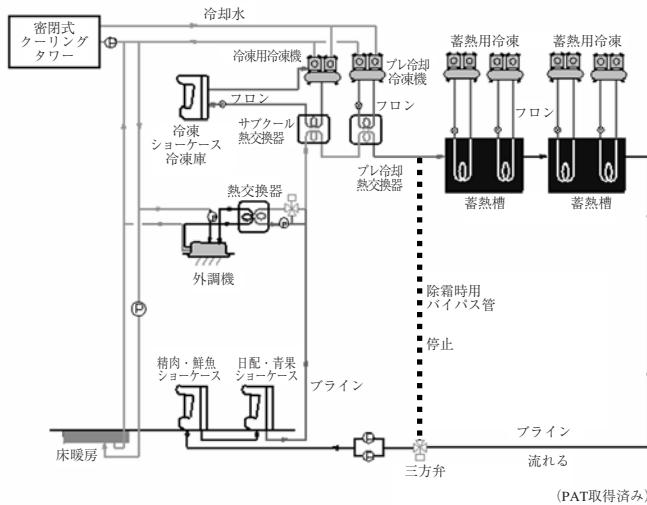 冷却水
密閉式
クーリング
タワー
冷凍用冷凍機
プレ冷却
冷凍機
蓄熱用冷凍
蓄熱用冷凍
フロン
フロン
フロン
冷凍
ショーケース
冷凍庫
サブクール
熱交換器
プレ冷却
熱交換器
蓄熱槽
蓄熱槽
熱交換器
P
P
P
外調機
P
除霜時用
バイパス管
停止
精肉・鮮魚
ショーケース
日配・青果
ショーケース
ブライン
床暖房
P
P
三方弁
ブライン
流れる
(PAT取得済み)